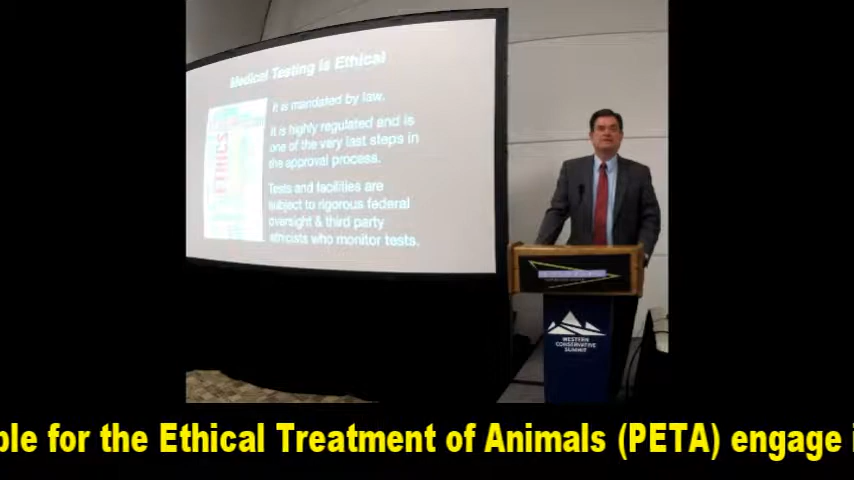 Medical Testing is Ethical
It is mandated by law.
It is highly regulated and is
one of the very last steps in
the approval process.
Tests and facilities are
subject to rigorous federal
oversight & third party
ethicists who monitor tests.
ETHICS
WESTERN
CONSERVATIVE
SUMMIT
ple for the Ethical Treatment of Animals (PETA) engage i